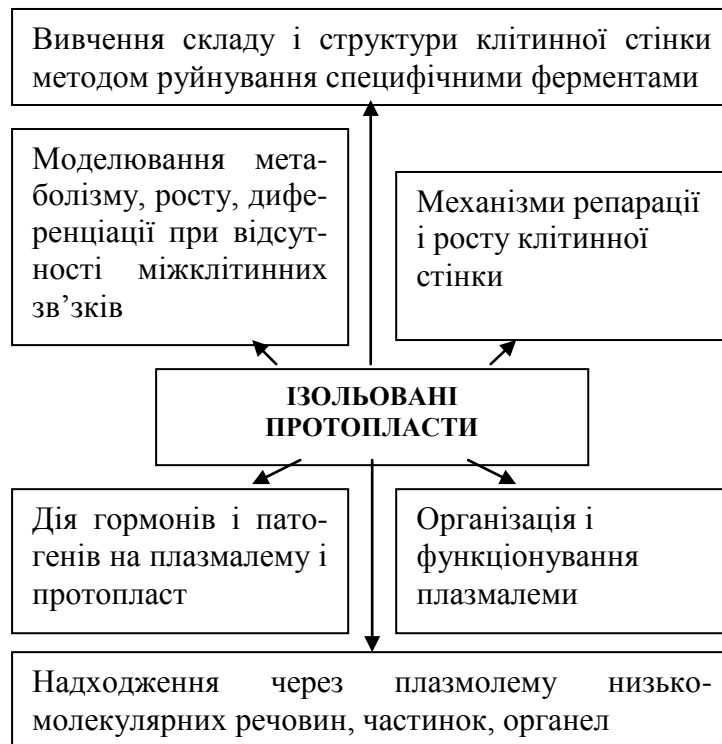 Вивчення складу і структури клітинної стінки
методом руйнування специфічними ферментами
Моделювання мета-
болізму, росту, дифе-
ренціації при відсут-
ності міжклітинних
зв’зків
Механізми репарації
і росту клітинної
стінки
ІЗОЛЬОВАНІ
ПРОТОПЛАСТИ
Дія гормонів і пато-
генів на плазмалему і
протопласт
Організація і
функціонування
плазмалеми
Надходження через плазмолему низько-
молекулярних речовин, частинок, органел